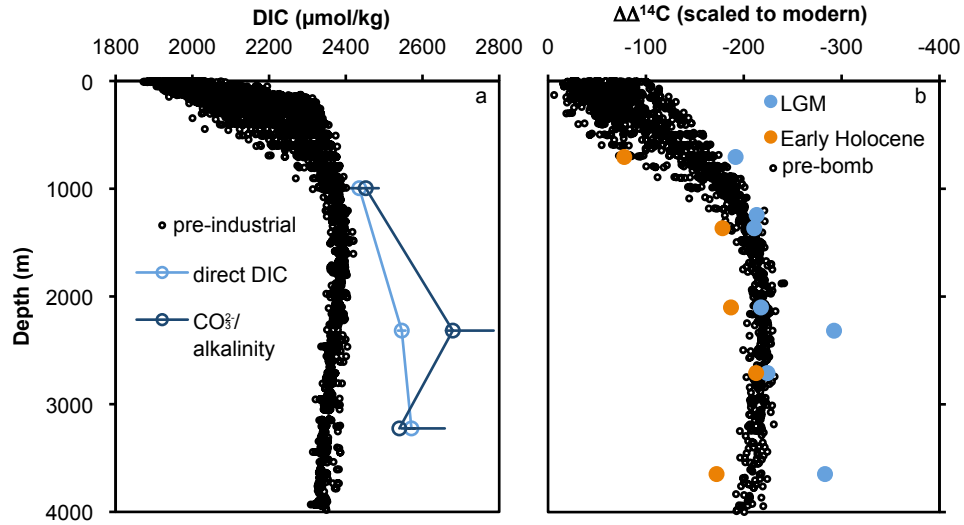 DIC (µmol/kg)
1800 2000 2200 2400 2600 2800
Depth (m)
0
1000
2000
3000
4000
a
pre-industrial
direct DIC
CO₃²⁻/
alkalinity
ΔΔ¹⁴C (scaled to modern)
0 -100 -200 -300 -400
b
LGM
Early Holocene
pre-bomb